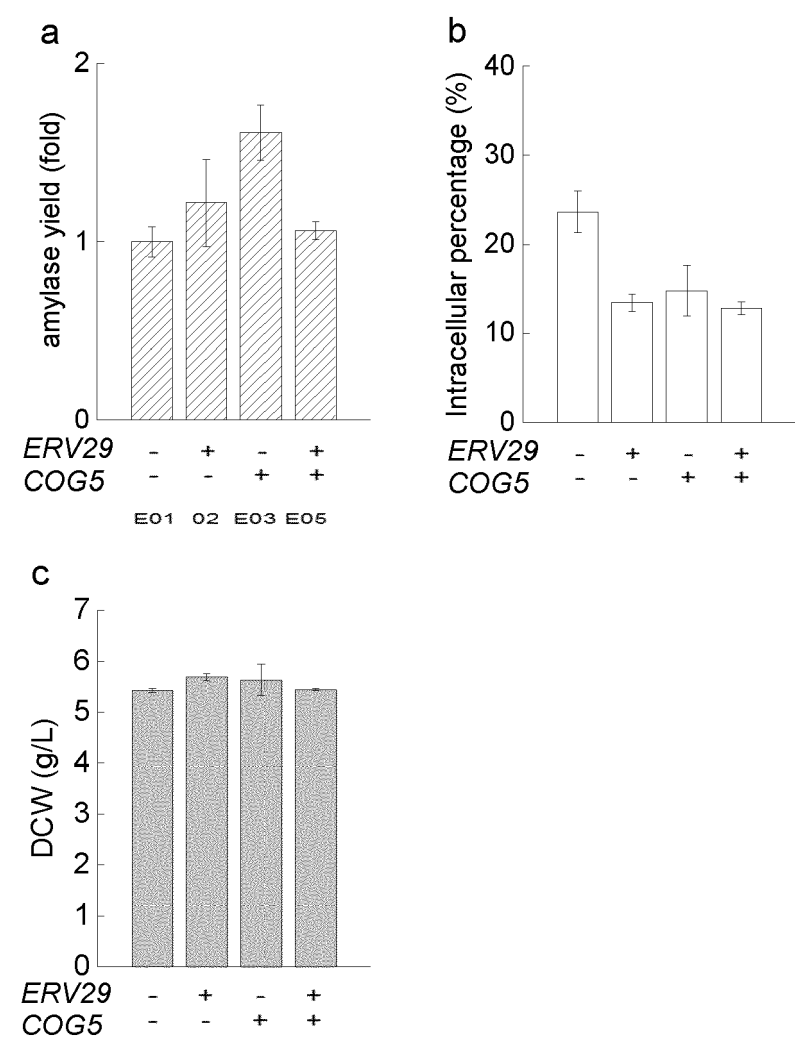 a
2
1
0
amylase yield (fold)
ERV29 - + - +
COG5 - - + +
E01 02 E03 E05
b
40
30
20
10
0
Intracellular percentage (%)
ERV29 - + - +
COG5 - - + +
c
7
6
5
4
3
2
1
0
DCW (g/L)
ERV29 - + - +
COG5 - - + +